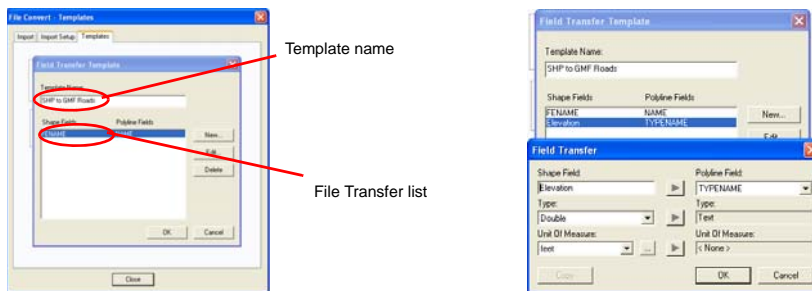 File Convert - Templates
Import Import Setup Templates
Field Transfer Template
Template Name:
SHP to GMF Roads
Shape Fields Polyline Fields
FENAME NAME
New...
Edit...
Delete
OK Cancel
Close
Template name
File Transfer list
Field Transfer Template
Template Name:
SHP to GMF Roads
Shape Fields Polyline Fields
FENAME NAME
Elevation TYPENAME
New...
Edit
Field Transfer
Shape Field: Polyline Field:
Elevation TYPENAME
Type: Type:
Double Text
Unit Of Measure: Unit Of Measure:
feet ... < None >
Copy OK Cancel